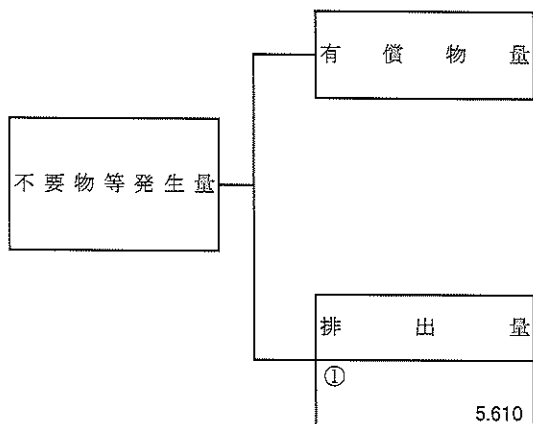 有償物量
不要物等発生量
排出量
①
5.610